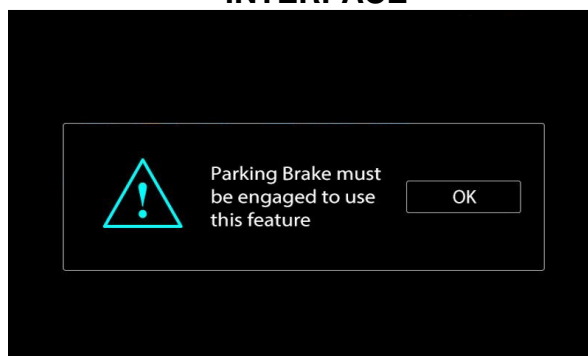 INTERFACE
Parking Brake must
be engaged to use
this feature
OK
!